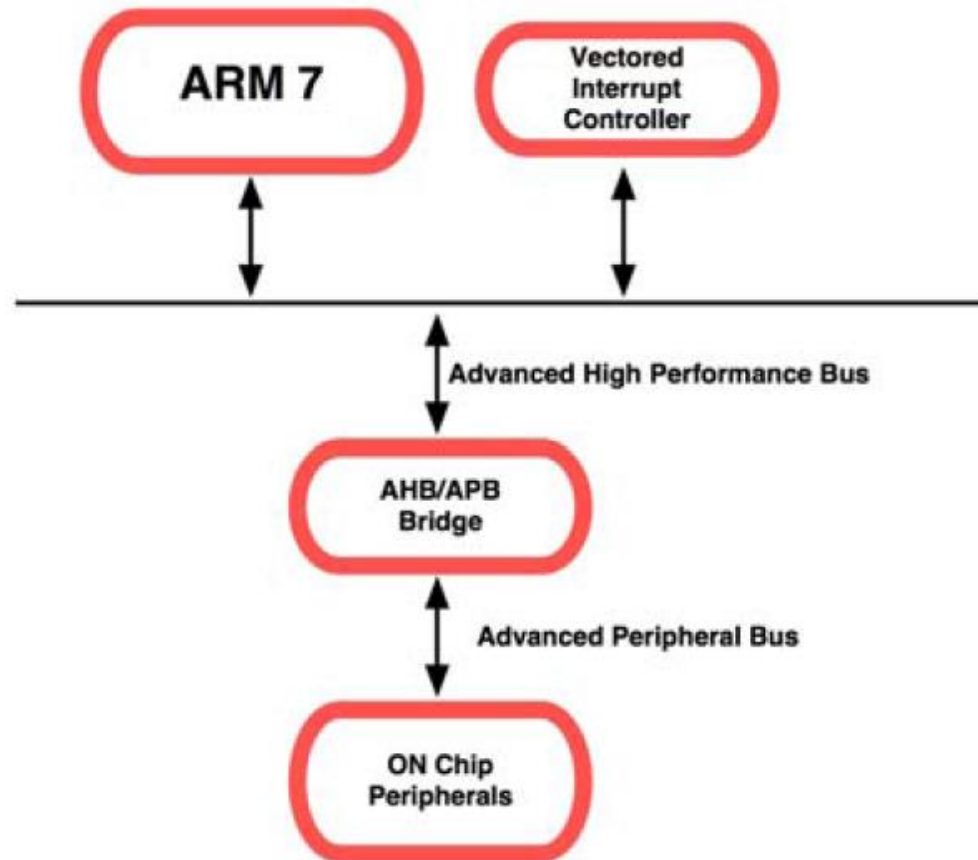 ARM 7
Vectored
Interrupt
Controller
Advanced High Performance Bus
AHB/APB
Bridge
Advanced Peripheral Bus
ON Chip
Peripherals